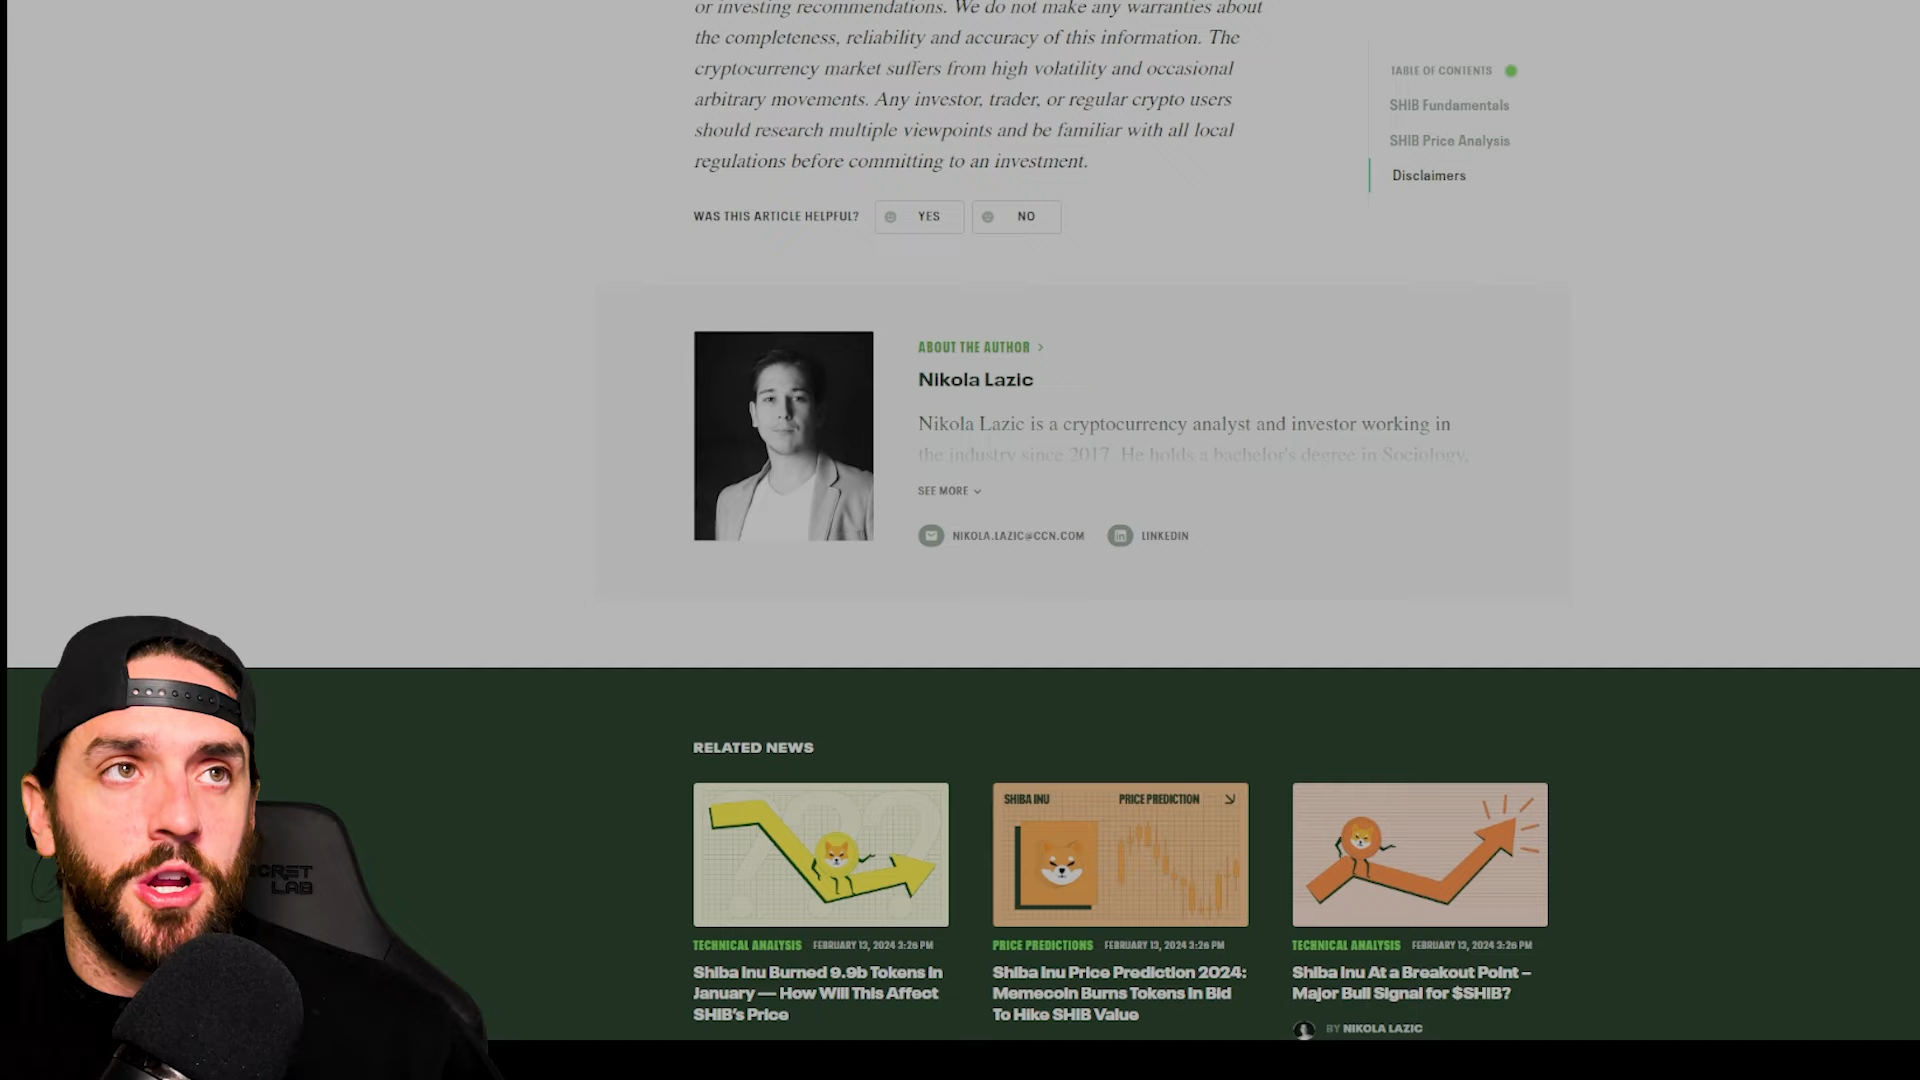 or investing recommendations. We do not make any warranties about
the completeness, reliability and accuracy of this information. The
cryptocurrency market suffers from high volatility and occasional
arbitrary movements. Any investor, trader, or regular crypto users
should research multiple viewpoints and be familiar with all local
regulations before committing to an investment.
TABLE OF CONTENTS
SHIB Fundamentals
SHIB Price Analysis
Disclaimers
WAS THIS ARTICLE HELPFUL? YES NO
ABOUT THE AUTHOR >
Nikola Lazic
Nikola Lazic is a cryptocurrency analyst and investor working in
the industry since 2017. He holds a bachelor's degree in Sociology,
SEE MORE
NIKOLA.LAZIC@CCN.COM LINKEDIN
RELATED NEWS
SHIBA INU PRICE PREDICTION
TECHNICAL ANALYSIS FEBRUARY 13, 2024 3:26 PM
Shiba Inu Burned 9.9b Tokens In
January — How Will This Affect
SHIB's Price
PRICE PREDICTIONS FEBRUARY 13, 2024 3:26 PM
Shiba Inu Price Prediction 2024:
Memecoin Burns Tokens In Bid
To Hike SHIB Value
TECHNICAL ANALYSIS FEBRUARY 13, 2024 3:26 PM
Shiba Inu At a Breakout Point –
Major Bull Signal for $SHIB?
BY NIKOLA LAZIC
CRET
LAB